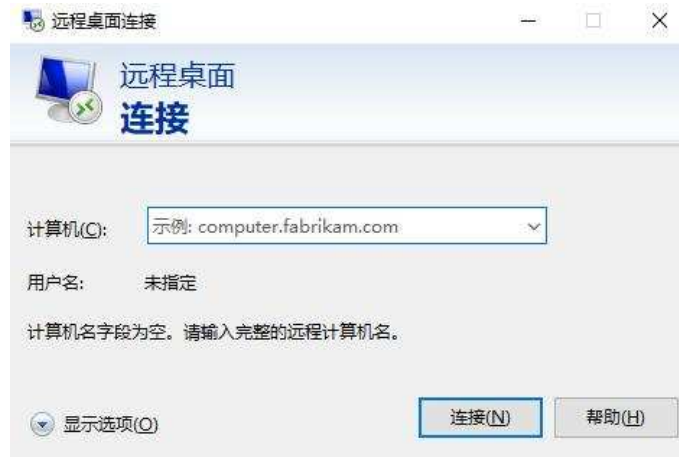 远程桌面连接
远程桌面
连接
计算机(C): 示例: computer.fabrikam.com
用户名: 未指定
计算机名字段为空。请输入完整的远程计算机名。
显示选项(O) 连接(N) 帮助(H)